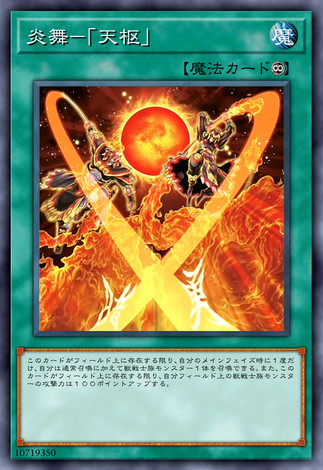 炎舞－「天枢」
魔
【魔法カード♾】
このカードがフィールド上に存在する限り、自分のメインフェイズ時に１度だ
け、自分は通常召喚に加えて獣戦士族モンスター１体を召喚できる。また、この
カードがフィールド上に存在する限り、自分フィールド上の獣戦士族モンスター
の攻撃力は１００ポイントアップする。
10719350